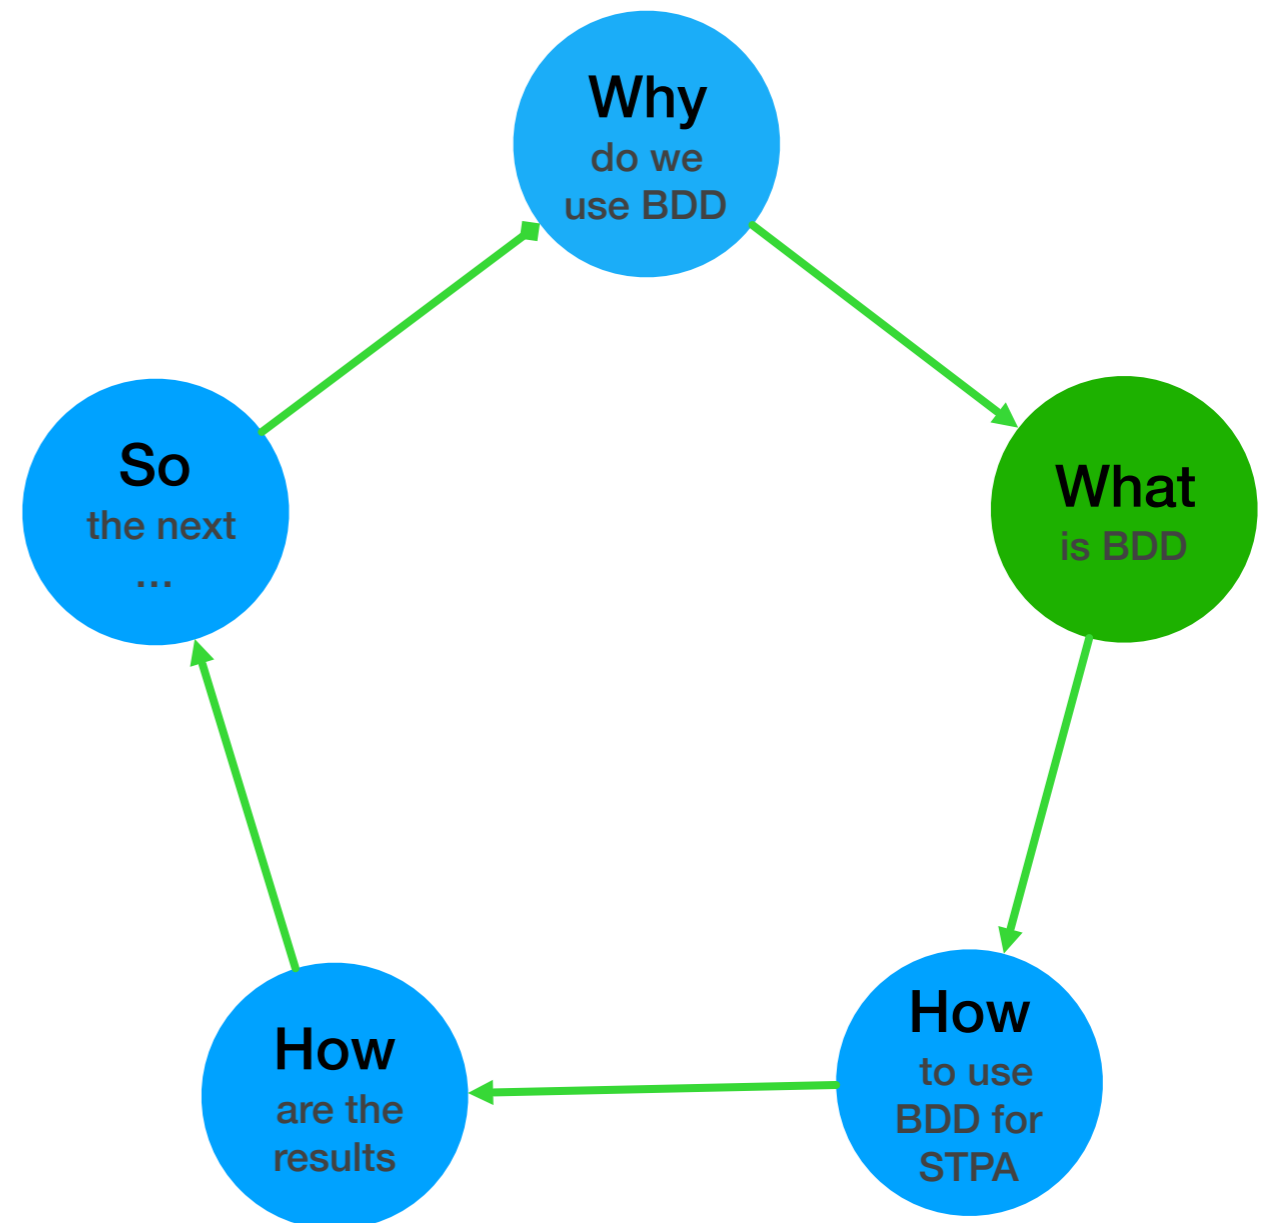 Why
do we
use BDD
What
is BDD
How
to use
BDD for
STPA
How
are the
results
So
the next
...